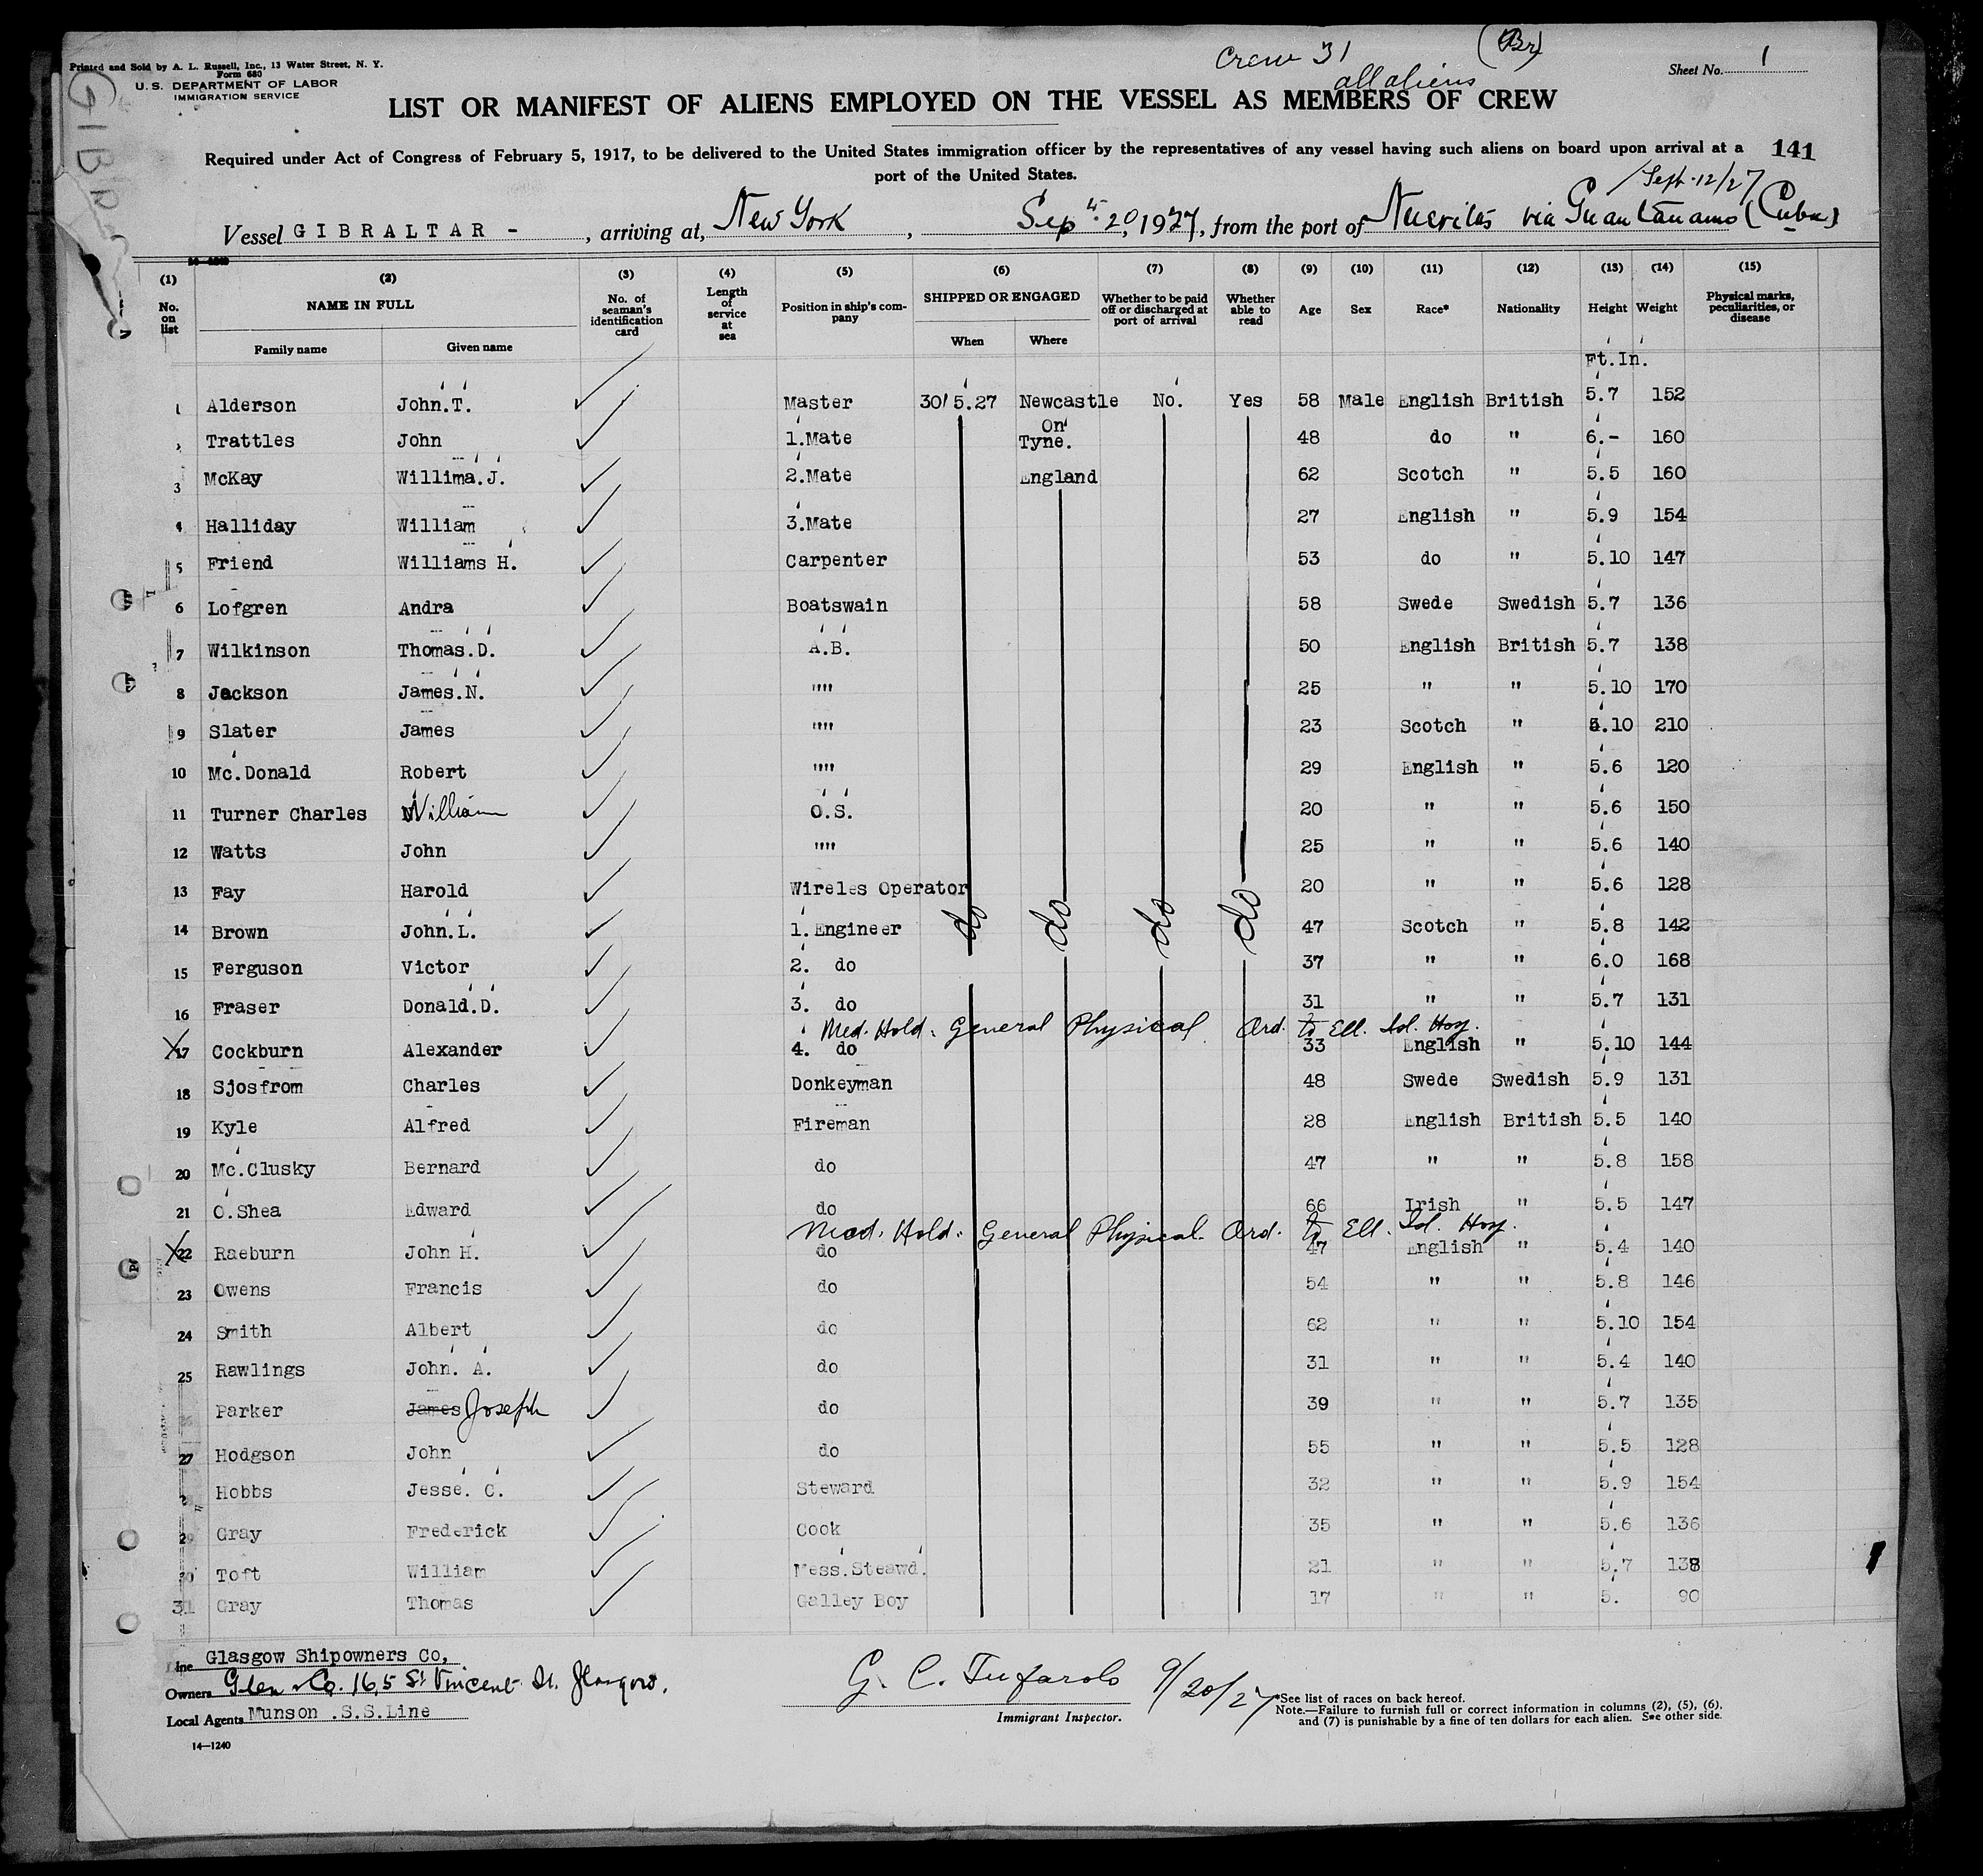 Printed and Sold by A. L. Russell, Inc., 13 Water Street, N. Y.
Form 680
U. S. DEPARTMENT OF LABOR
IMMIGRATION SERVICE
Crew 31 (Br)
all aliens
Sheet No. 1
LIST OR MANIFEST OF ALIENS EMPLOYED ON THE VESSEL AS MEMBERS OF CREW
Required under Act of Congress of February 5, 1917, to be delivered to the United States immigration officer by the representatives of any vessel having such aliens on board upon arrival at a 141
port of the United States.
Sept. 12/27
Vessel GIBRALTAR - , arriving at, New York , Sep 20, 1927, from the port of Nuevitas via Guantanamo (Cuba)
(1) (2) (3) (4) (5) (6) (7) (8) (9) (10) (11) (12) (13) (14) (15)
No. on list NAME IN FULL No. of seaman's identification card Length of service at sea Position in ship's company SHIPPED OR ENGAGED Whether to be paid off or discharged at port of arrival Whether able to read Age Sex Race* Nationality Height Weight Physical marks, peculiarities, or disease
Family name Given name When Where
Ft.In.
1 Alderson John.T. Master 30/5.27 Newcastle No. Yes 58 Male English British 5.7 152
Trattles John 1.Mate On Tyne. 48 do " 6.- 160
3 McKay Willima.J. 2.Mate England 62 Scotch " 5.5 160
4 Halliday William 3.Mate 27 English " 5.9 154
5 Friend Williams H. Carpenter 53 do " 5.10 147
6 Lofgren Andra Boatswain 58 Swede Swedish 5.7 136
7 Wilkinson Thomas.D. A.B. 50 English British 5.7 138
8 Jackson James.N. "" 25 " " 5.10 170
9 Slater James "" 23 Scotch " 5.10 210
10 Mc.Donald Robert "" 29 English " 5.6 120
11 Turner Charles William O.S. 20 " " 5.6 150
12 Watts John "" 25 " " 5.6 140
13 Fay Harold Wireles Operator 20 " " 5.6 128
14 Brown John.L. 1.Engineer do do do do 47 Scotch " 5.8 142
15 Ferguson Victor 2. do 37 " " 6.0 168
16 Fraser Donald.D. 3. do 31 " " 5.7 131
Med. Hold. General Physical Ord. to Ell. Isl. Hosp.
X 17 Cockburn Alexander 4. do 33 English " 5.10 144
18 Sjosfrom Charles Donkeyman 48 Swede Swedish 5.9 131
19 Kyle Alfred Fireman 28 English British 5.5 140
20 Mc.Clusky Bernard do 47 " " 5.8 158
21 O.Shea Edward do 66 Irish " 5.5 147
Med. Hold. General Physical. Ord. to Ell. Isl. Hosp.
X 22 Raeburn John H. do 47 English " 5.4 140
23 Owens Francis do 54 " " 5.8 146
24 Smith Albert do 62 " " 5.10 154
25 Rawlings John. A. do 31 " " 5.4 140
26 Parker James Joseph do 39 " " 5.7 135
27 Hodgson John do 55 " " 5.5 128
28 Hobbs Jesse. C. Steward 32 " " 5.9 154
29 Gray Frederick Cook 35 " " 5.6 136
30 Toft William Mess.Steawd. 21 " " 5.7 138
31 Gray Thomas Galley Boy 17 " " 5. 90
Line Glasgow Shipowners Co,
Owners Glen & Co. 165 St Vincent St. Glasgow.
Local Agents Munson .S.S.Line
14—1240
G. C. Tufarolo 9/20/27
Immigrant Inspector.
*See list of races on back hereof.
Note.—Failure to furnish full or correct information in columns (2), (5), (6),
and (7) is punishable by a fine of ten dollars for each alien. See other side.